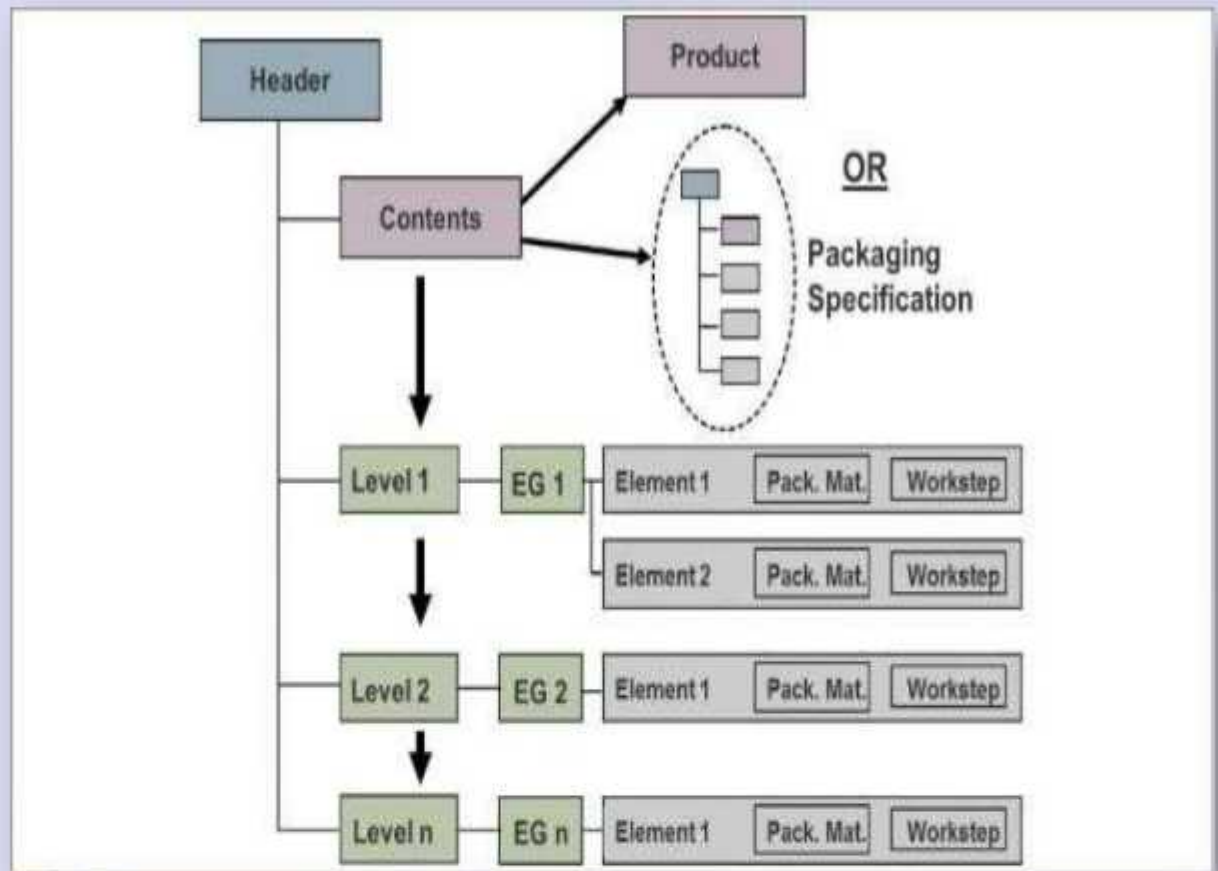 Header
Product
Contents
OR
Packaging
Specification
Level 1
EG 1
Element 1
Pack. Mat.
Workstep
Element 2
Pack. Mat.
Workstep
Level 2
EG 2
Element 1
Pack. Mat.
Workstep
Level n
EG n
Element 1
Pack. Mat.
Workstep